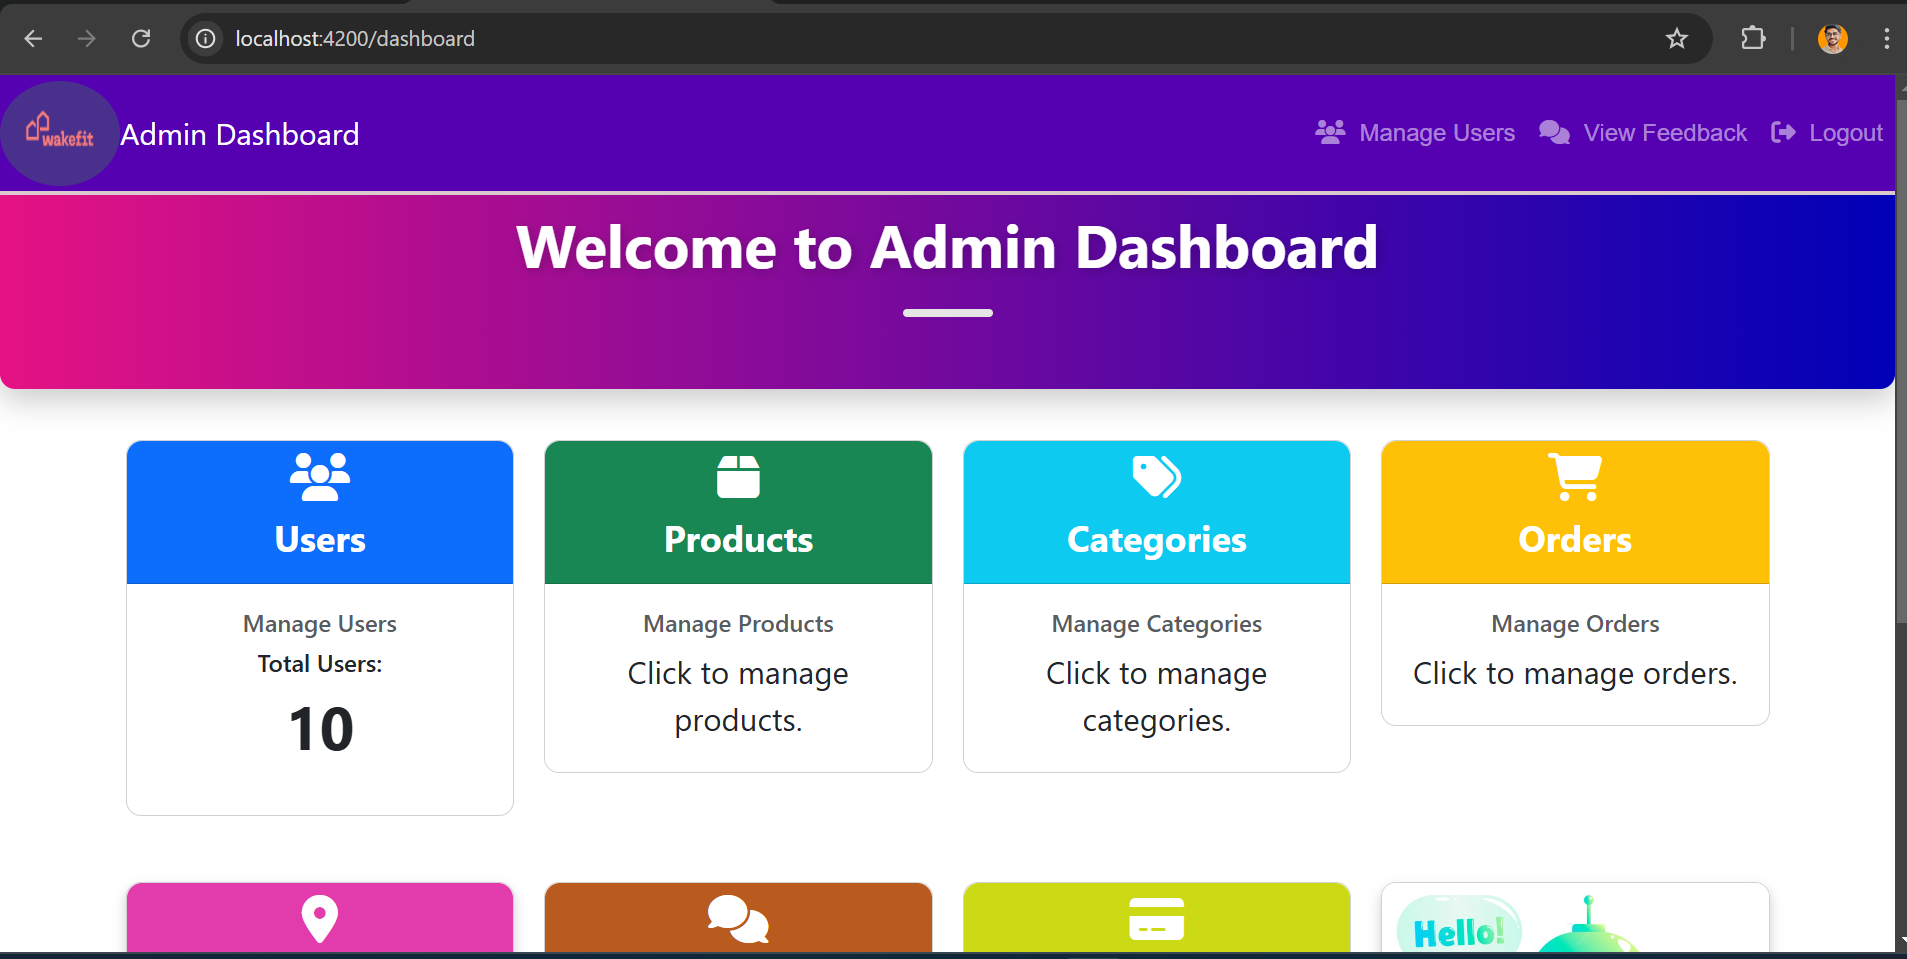 localhost:4200/dashboard
wakefit
Admin Dashboard
Manage Users
View Feedback
Logout
Welcome to Admin Dashboard
Users
Manage Users
Total Users:
10
Products
Manage Products
Click to manage
products.
Categories
Manage Categories
Click to manage
categories.
Orders
Manage Orders
Click to manage orders.
Hello!